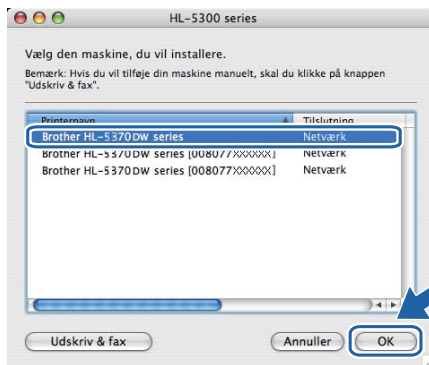 HL-5300 series
Vælg den maskine, du vil installere.
Bemærk: Hvis du vil tilføje din maskine manuelt, skal du klikke på knappen
"Udskriv & fax".
Printernavn Tilslutning
Brother HL-5370DW series Netværk
Brother HL-5370DW series [008077XXXXXX] Netværk
Brother HL-5370DW series [008077XXXXXX] Netværk
Udskriv & fax Annuller OK